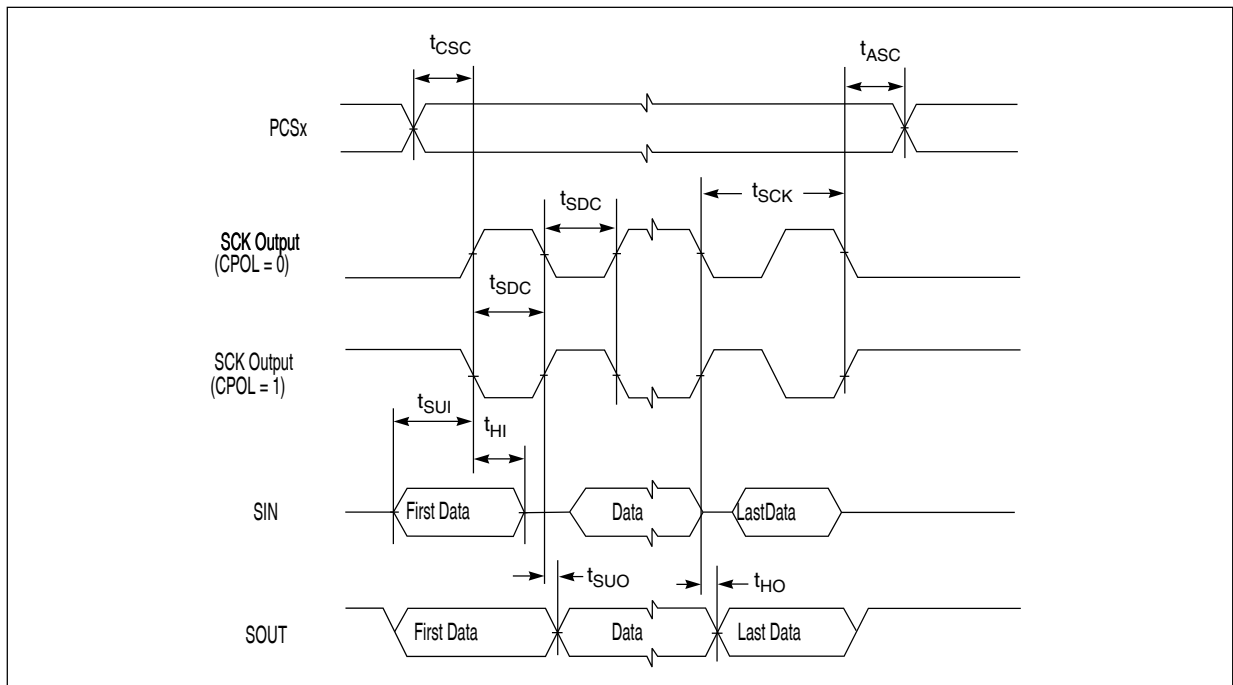 tCSC
tASC
PCSx
tSCK
tSDC
SCK Output
(CPOL = 0)
tSDC
SCK Output
(CPOL = 1)
tSUI
tHI
SIN
First Data
Data
LastData
tSUO
tHO
SOUT
First Data
Data
Last Data